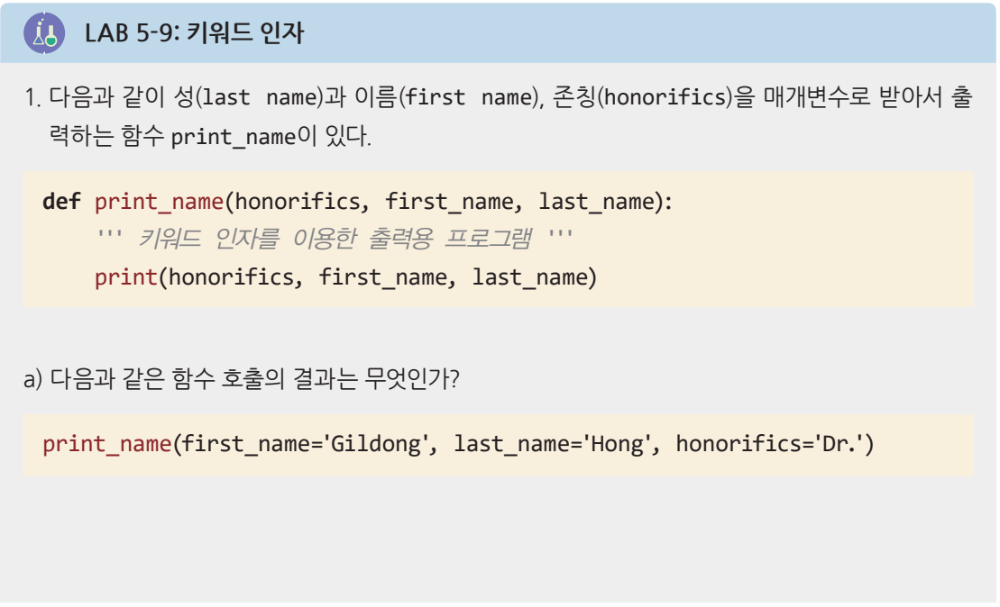 LAB 5-9: 키워드 인자
1. 다음과 같이 성(last name)과 이름(first name), 존칭(honorifics)을 매개변수로 받아서 출
력하는 함수 print_name이 있다.
def print_name(honorifics, first_name, last_name):
    ''' 키워드 인자를 이용한 출력용 프로그램 '''
    print(honorifics, first_name, last_name)
a) 다음과 같은 함수 호출의 결과는 무엇인가?
print_name(first_name='Gildong', last_name='Hong', honorifics='Dr.')